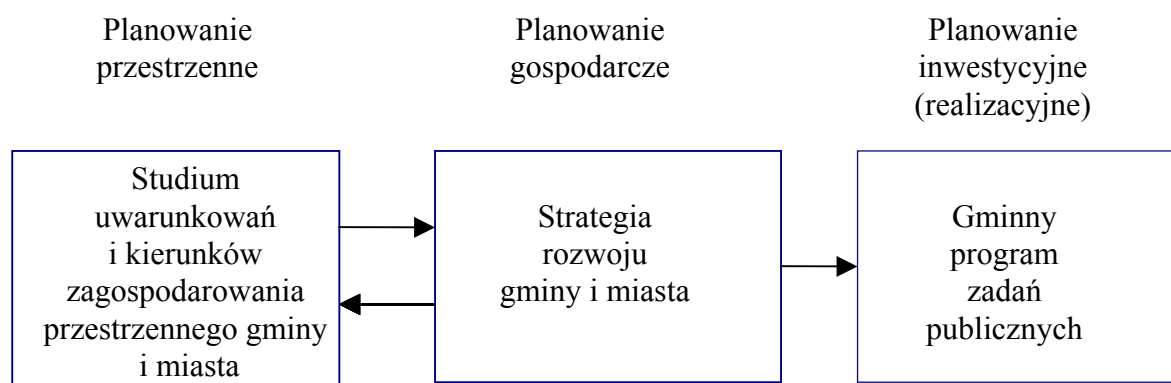 Planowanie
przestrzenne
Planowanie
gospodarcze
Planowanie
inwestycyjne
(realizacyjne)
Studium
uwarunkowań
i kierunków
zagospodarowania
przestrzennego gminy
i miasta
Strategia
rozwoju
gminy i miasta
Gminny
program
zadań
publicznych